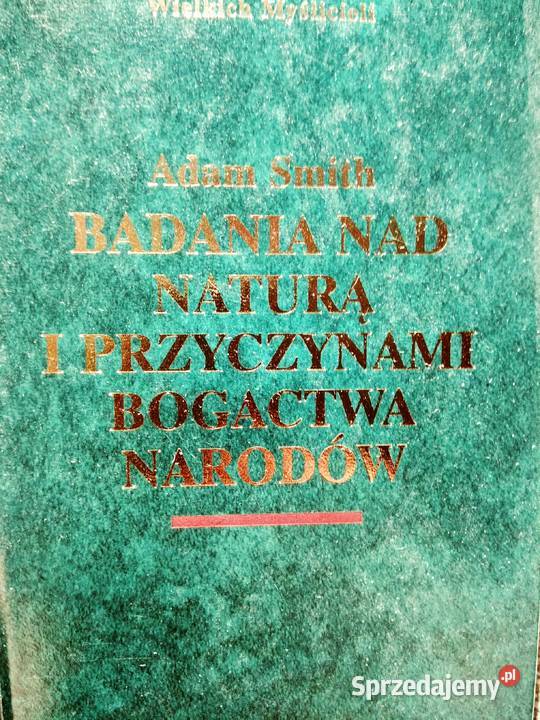 Wielkich Myślicieli
Adam Smith
BADANIA NAD
NATURĄ
I PRZYCZYNAMI
BOGACTWA
NARODÓW
Sprzedajemy.pl